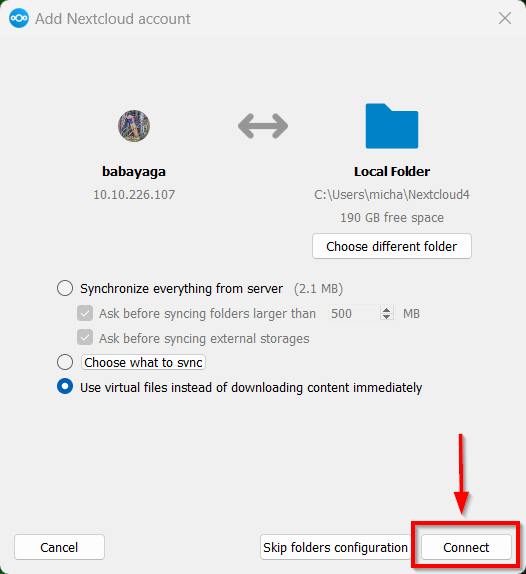 Add Nextcloud account
babayaga
10.10.226.107
Local Folder
C:\Users\micha\Nextcloud4
190 GB free space
Choose different folder
Synchronize everything from server (2.1 MB)
Ask before syncing folders larger than 500 MB
Ask before syncing external storages
Choose what to sync
Use virtual files instead of downloading content immediately
Cancel
Skip folders configuration
Connect